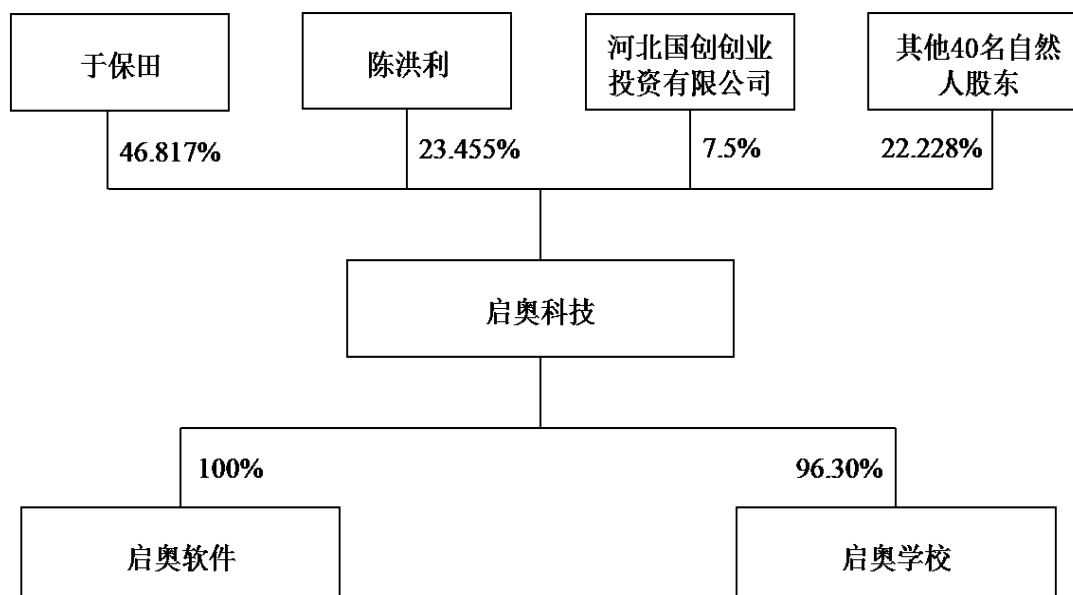 于保田
陈洪利
河北国创创业
投资有限公司
其他40名自然
人股东
46.817%
23.455%
7.5%
22.228%
启奥科技
100%
96.30%
启奥软件
启奥学校